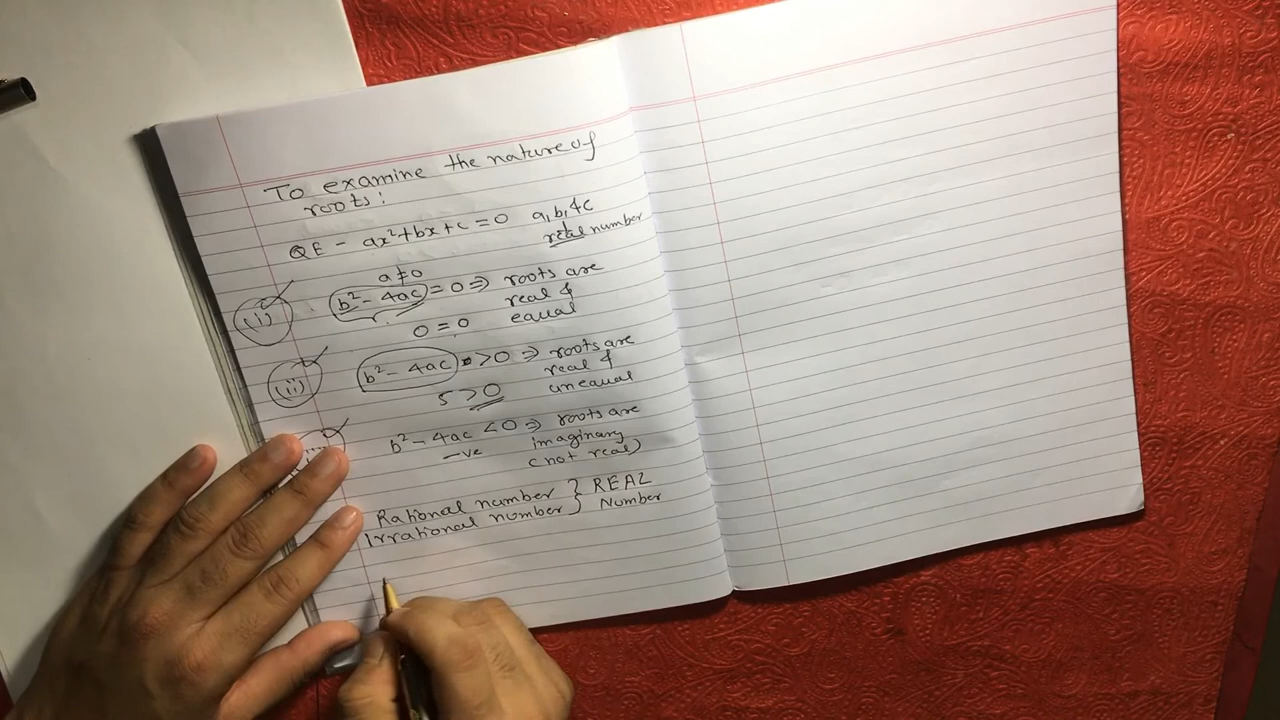 To examine the nature of
roots:
QE - ax²+bx+c=0 a,b,&c
real number
a≠0
(i) b²-4ac=0 ⇒ roots are
real &
0=0 equal
(ii) b²-4ac >0 ⇒ roots are
real &
5>0 unequal
b²-4ac <0 ⇒ roots are
-ve imaginary
(not real)
Rational number } REAL
Irrational number } Number